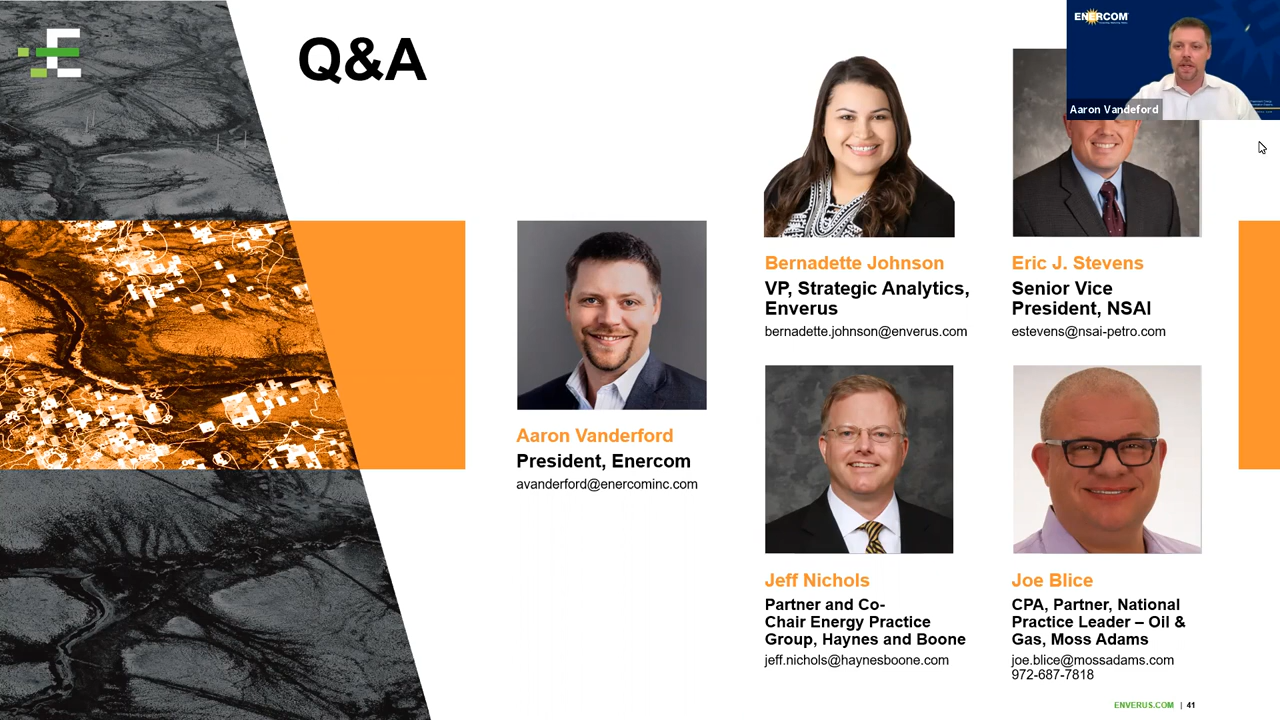 Q&A
ENERCOM
Aaron Vandeford
Bernadette Johnson
VP, Strategic Analytics,
Enverus
bernadette.johnson@enverus.com
Eric J. Stevens
Senior Vice
President, NSAI
estevens@nsai-petro.com
Aaron Vanderford
President, Enercom
avanderford@enercominc.com
Jeff Nichols
Partner and Co-
Chair Energy Practice
Group, Haynes and Boone
jeff.nichols@haynesboone.com
Joe Blice
CPA, Partner, National
Practice Leader – Oil &
Gas, Moss Adams
joe.blice@mossadams.com
972-687-7818
ENVERUS.COM | 41